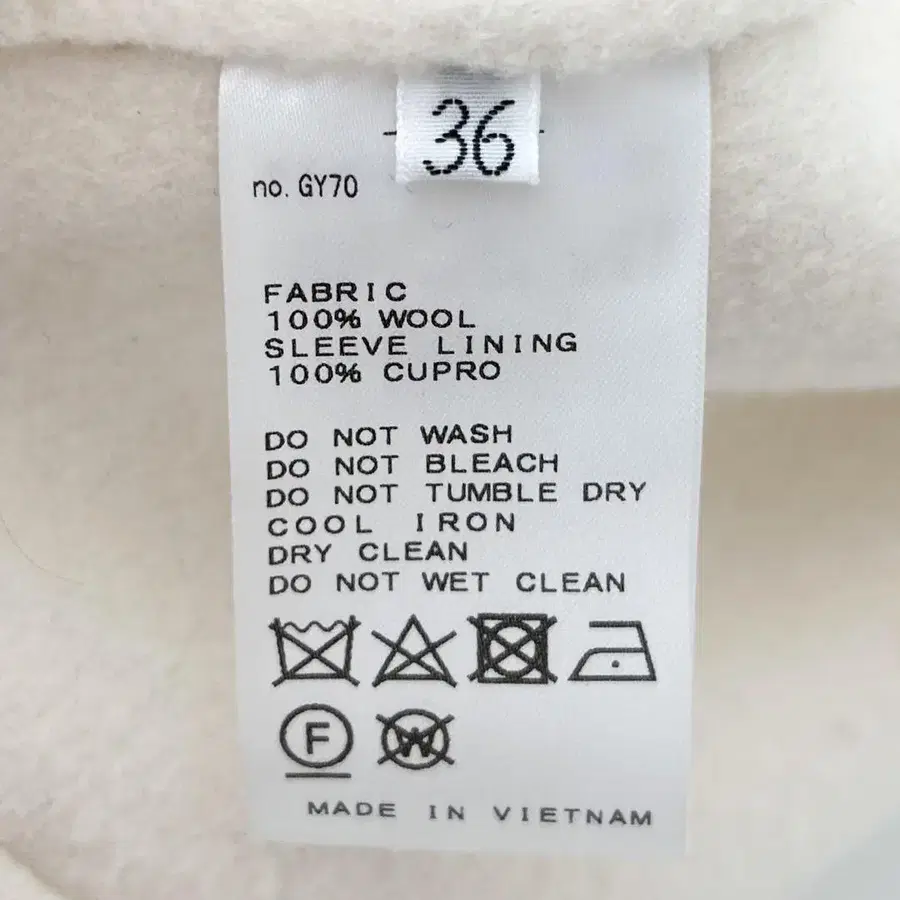 36
no. GY70
FABRIC
100% WOOL
SLEEVE LINING
100% CUPRO
DO NOT WASH
DO NOT BLEACH
DO NOT TUMBLE DRY
COOL IRON
DRY CLEAN
DO NOT WET CLEAN
F W
MADE IN VIETNAM